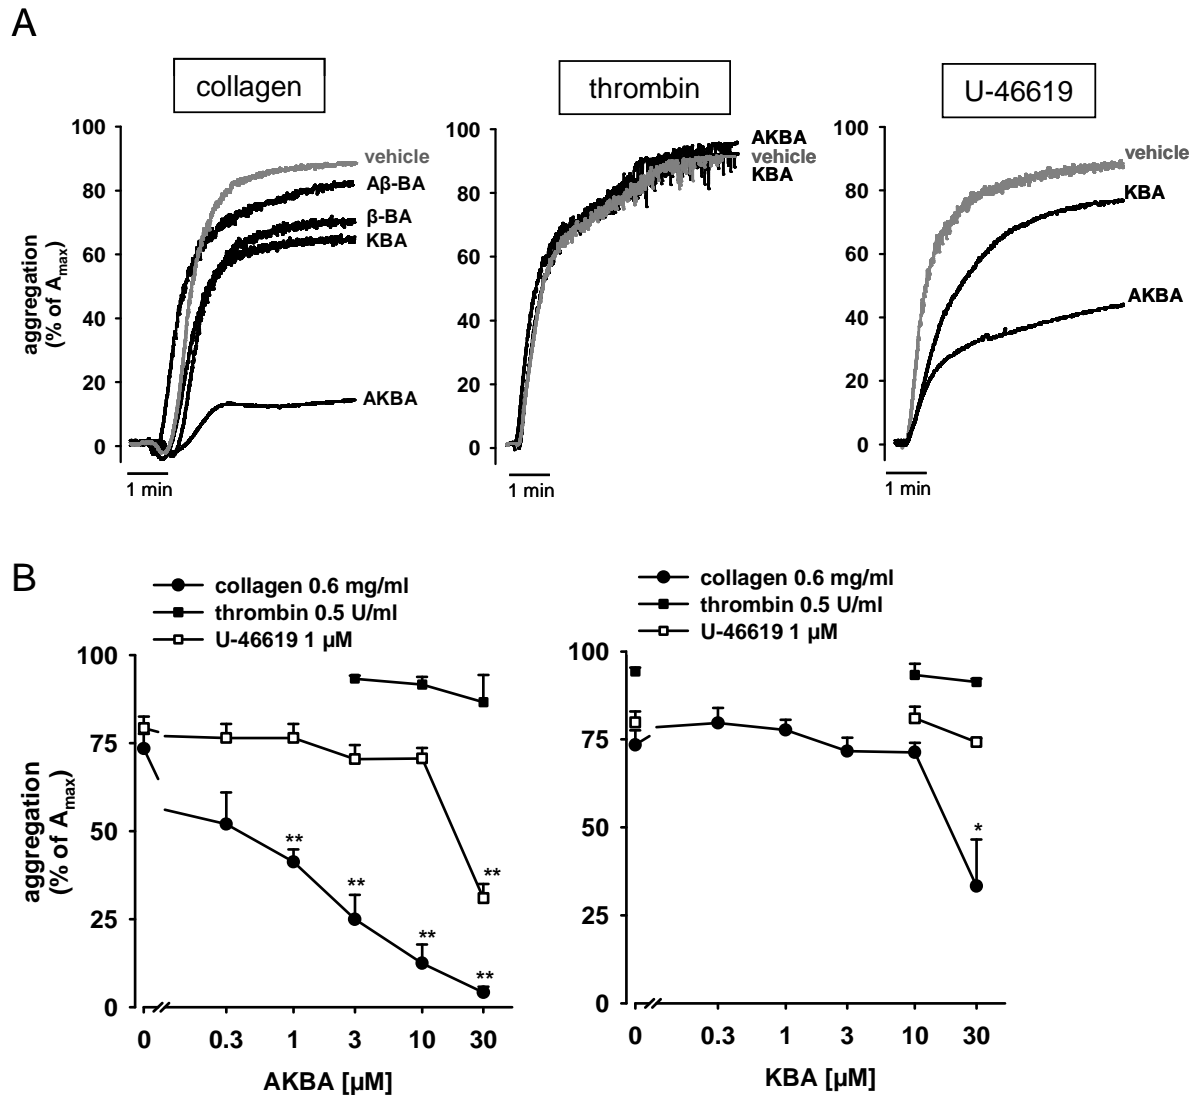 A
collagen
thrombin
U-46619
100
80
60
40
20
0
aggregation
(% of Amax)
vehicle
Aβ-BA
β-BA
KBA
AKBA
1 min
100
80
60
40
20
0
AKBA
vehicle
KBA
1 min
100
80
60
40
20
0
vehicle
KBA
AKBA
1 min
B
collagen 0.6 mg/ml
thrombin 0.5 U/ml
U-46619 1 µM
100
75
50
25
0
aggregation
(% of Amax)
**
**
**
**
**
0 0.3 1 3 10 30
AKBA [µM]
collagen 0.6 mg/ml
thrombin 0.5 U/ml
U-46619 1 µM
100
75
50
25
0
*
0 0.3 1 3 10 30
KBA [µM]